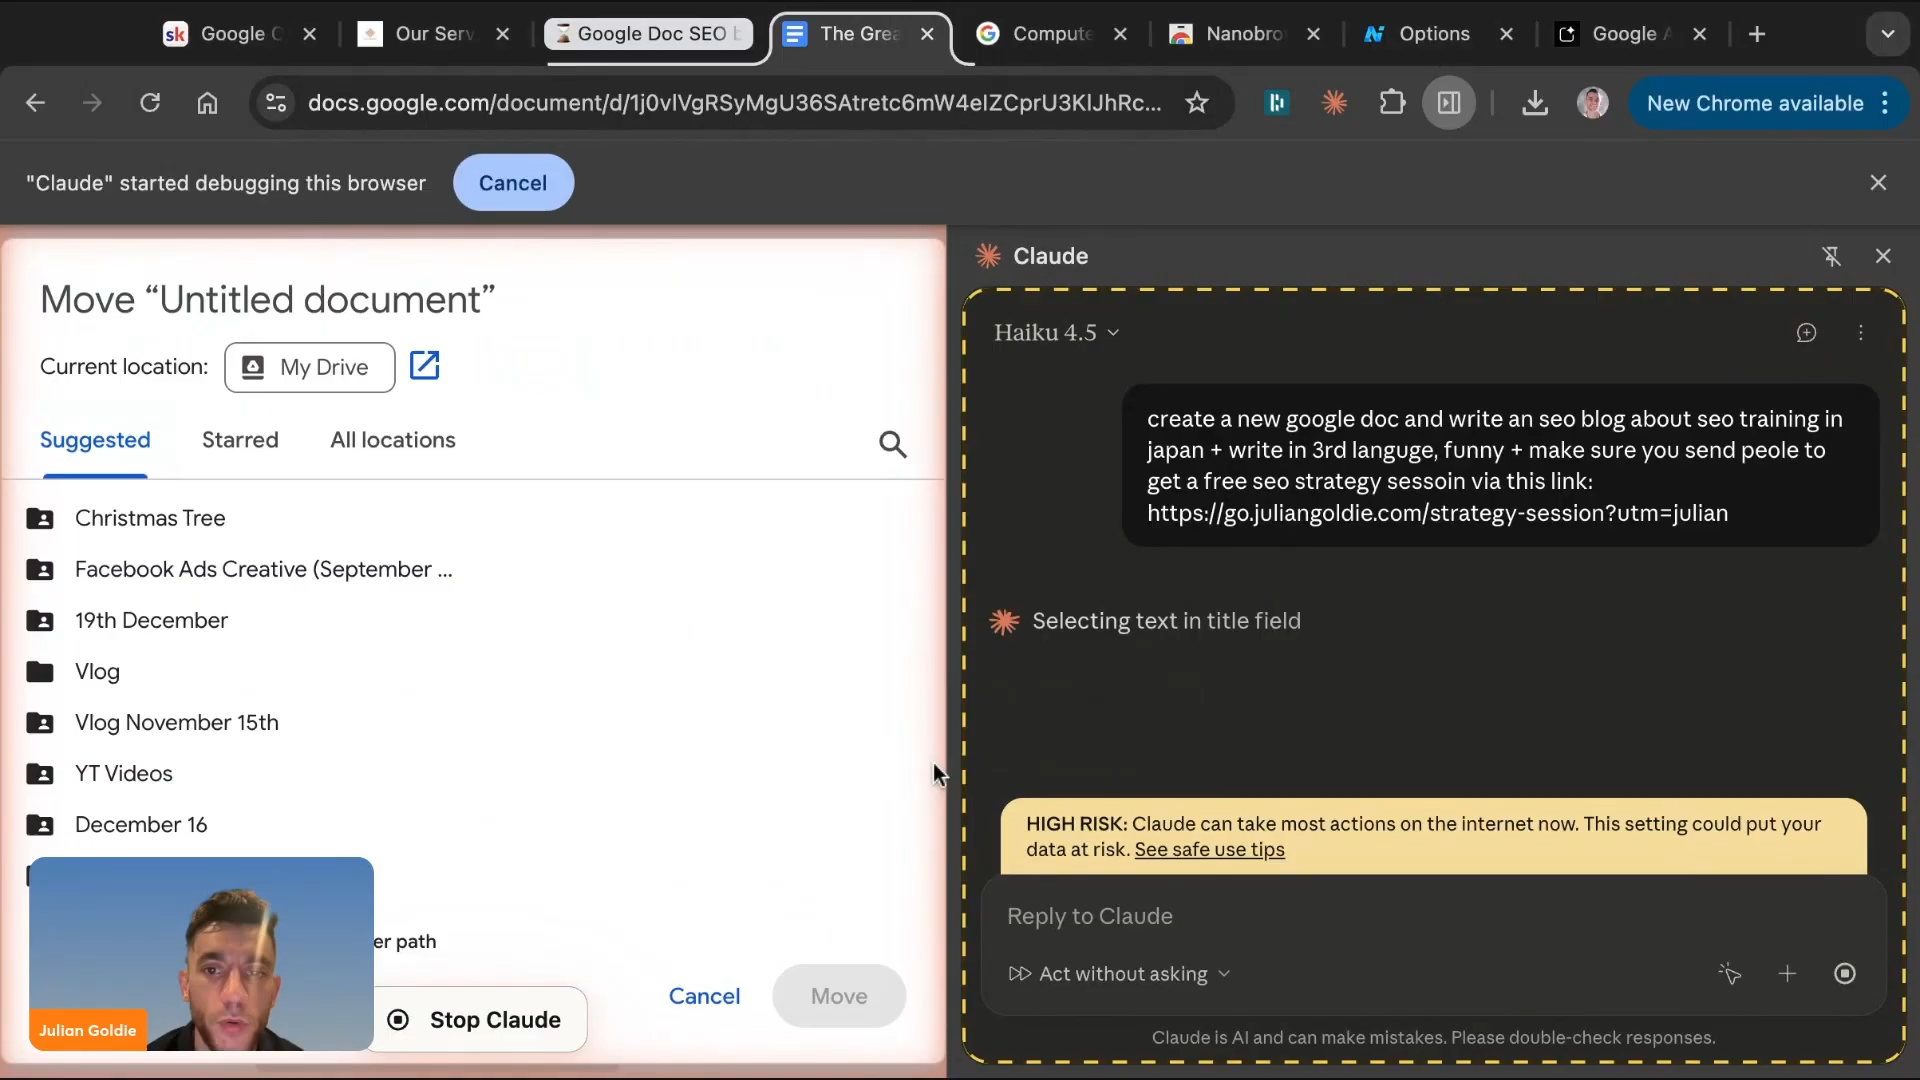 sk Google C
Our Serv
Google Doc SEO b
The Grea
Compute
Nanobro
Options
Google A
docs.google.com/document/d/1j0vlVgRSyMgU36SAtretc6mW4elZCprU3KlJhRc...
New Chrome available
"Claude" started debugging this browser
Cancel
Move “Untitled document”
Current location:
My Drive
Suggested
Starred
All locations
Christmas Tree
Facebook Ads Creative (September ...
19th December
Vlog
Vlog November 15th
YT Videos
December 16
er path
Cancel
Move
Stop Claude
Julian Goldie
Claude
Haiku 4.5
create a new google doc and write an seo blog about seo training in
japan + write in 3rd languge, funny + make sure you send peole to
get a free seo strategy sessoin via this link:
https://go.juliangoldie.com/strategy-session?utm=julian
Selecting text in title field
HIGH RISK: Claude can take most actions on the internet now. This setting could put your
data at risk. See safe use tips
Reply to Claude
Act without asking
Claude is AI and can make mistakes. Please double-check responses.